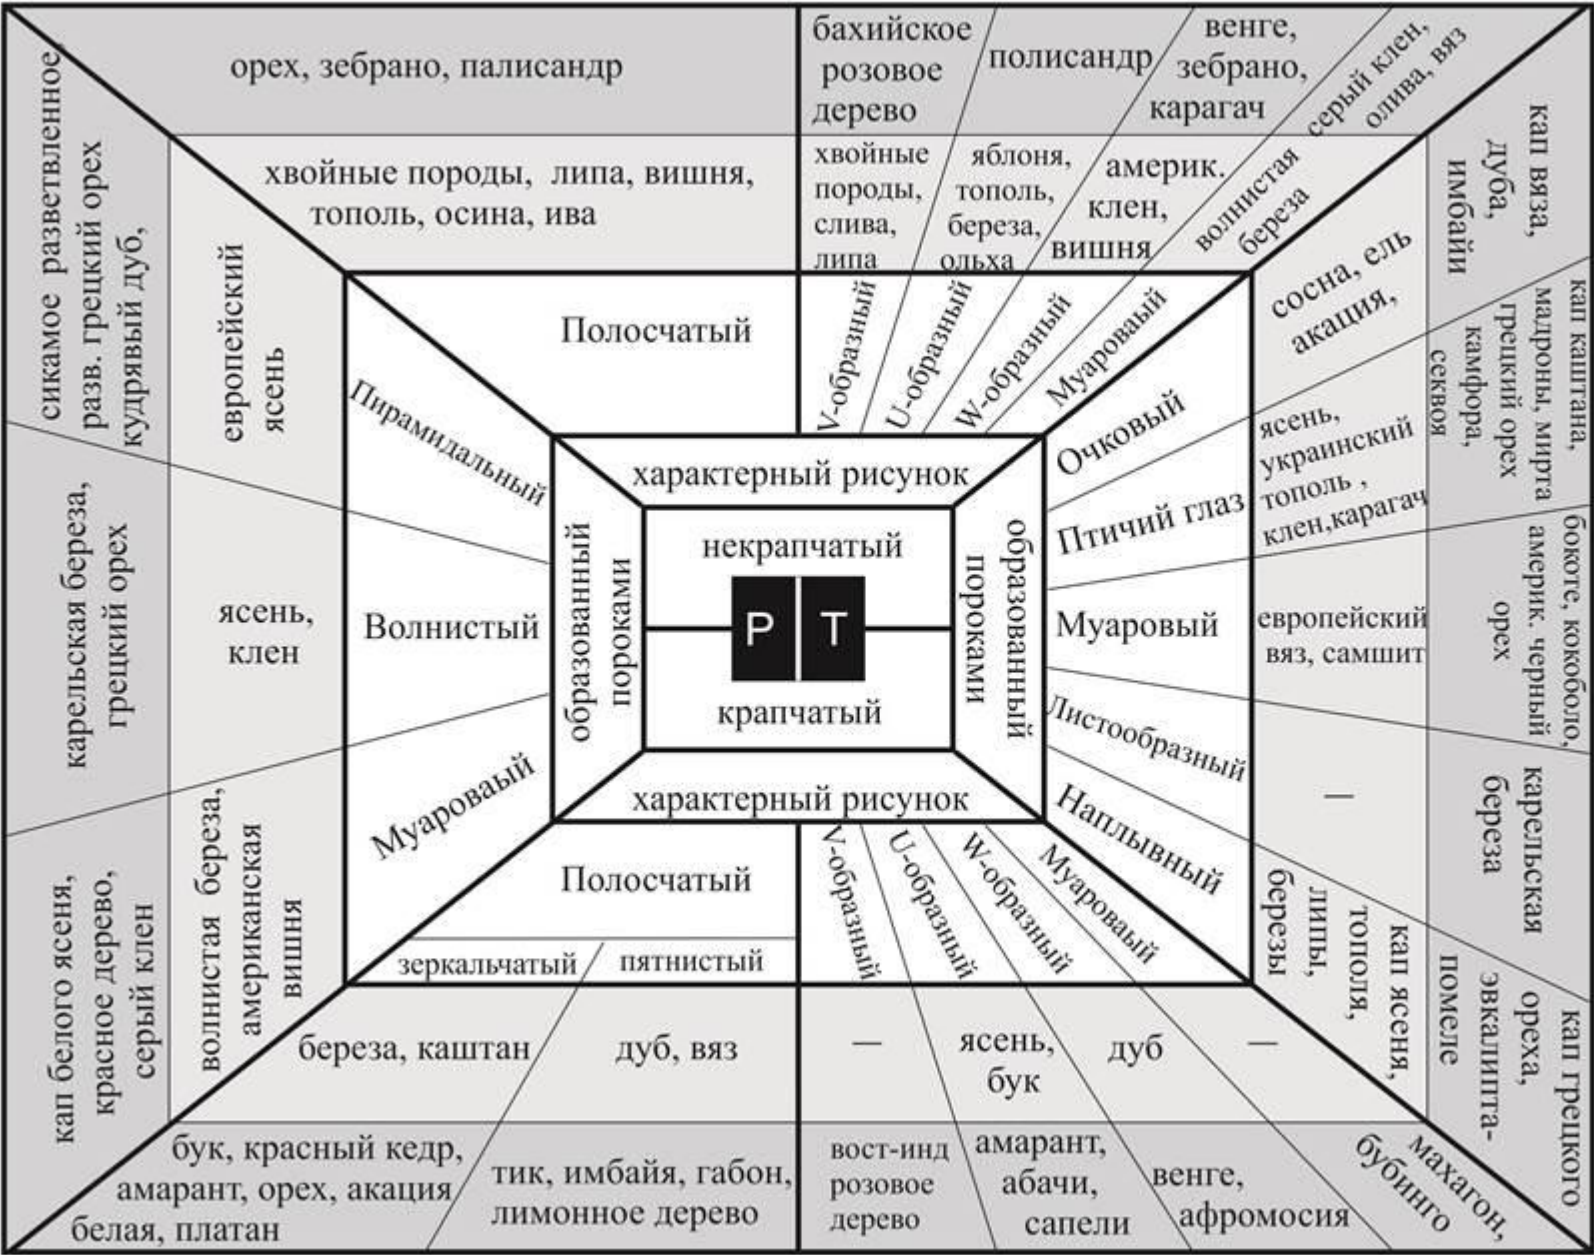 орех, зебрано, палисандр
бахийское
розовое
дерево
полисандр
венге,
зебрано,
карагач
серый клен,
олива, вяз
хвойные породы, липа, вишня,
тополь, осина, ива
хвойные
породы,
слива,
липа
яблоня,
тополь,
береза,
ольха
америк.
клен,
вишня
волнистая
береза
Полосчатый
V-образный
U-образный
W-образный
Муароваый
сикамое разветвленное,
разв. грецкий орех
кудрявый дуб,
европейский
ясень
Пирамидальный
карельская береза,
грецкий орех
ясень,
клен
Волнистый
кап белого ясеня,
красное дерево,
серый клен
волнистая береза,
американская
вишня
Муароваый
образованный
пороками
характерный рисунок
некрапчатый
Р Т
крапчатый
характерный рисунок
образованный
пороками
Очковый
Птичий глаз
Муаровый
Листообразный
Наплывный
сосна, ель
акация,
кап вяза,
дуба,
имбайи
ясень,
украинский
тополь ,
клен,карагач
кап каштана,
мадроны, мирта
грецкий орех
камфора,
секвоя
европейский
вяз, самшит
бокоте, кокоболо,
америк. черный
орех
—
карельская
береза
кап ясеня,
тополя,
липы,
березы
кап грецкого
ореха,
эвкалипта-
помеле
Полосчатый
зеркальчатый
пятнистый
V-образный
U-образный
W-образный
Муароваый
береза, каштан
дуб, вяз
—
ясень,
бук
дуб
—
бук, красный кедр,
амарант, орех, акация
белая, платан
тик, имбайя, габон,
лимонное дерево
вост-инд
розовое
дерево
амарант,
абачи,
сапели
венге,
афромосия
махагон,
бубинго